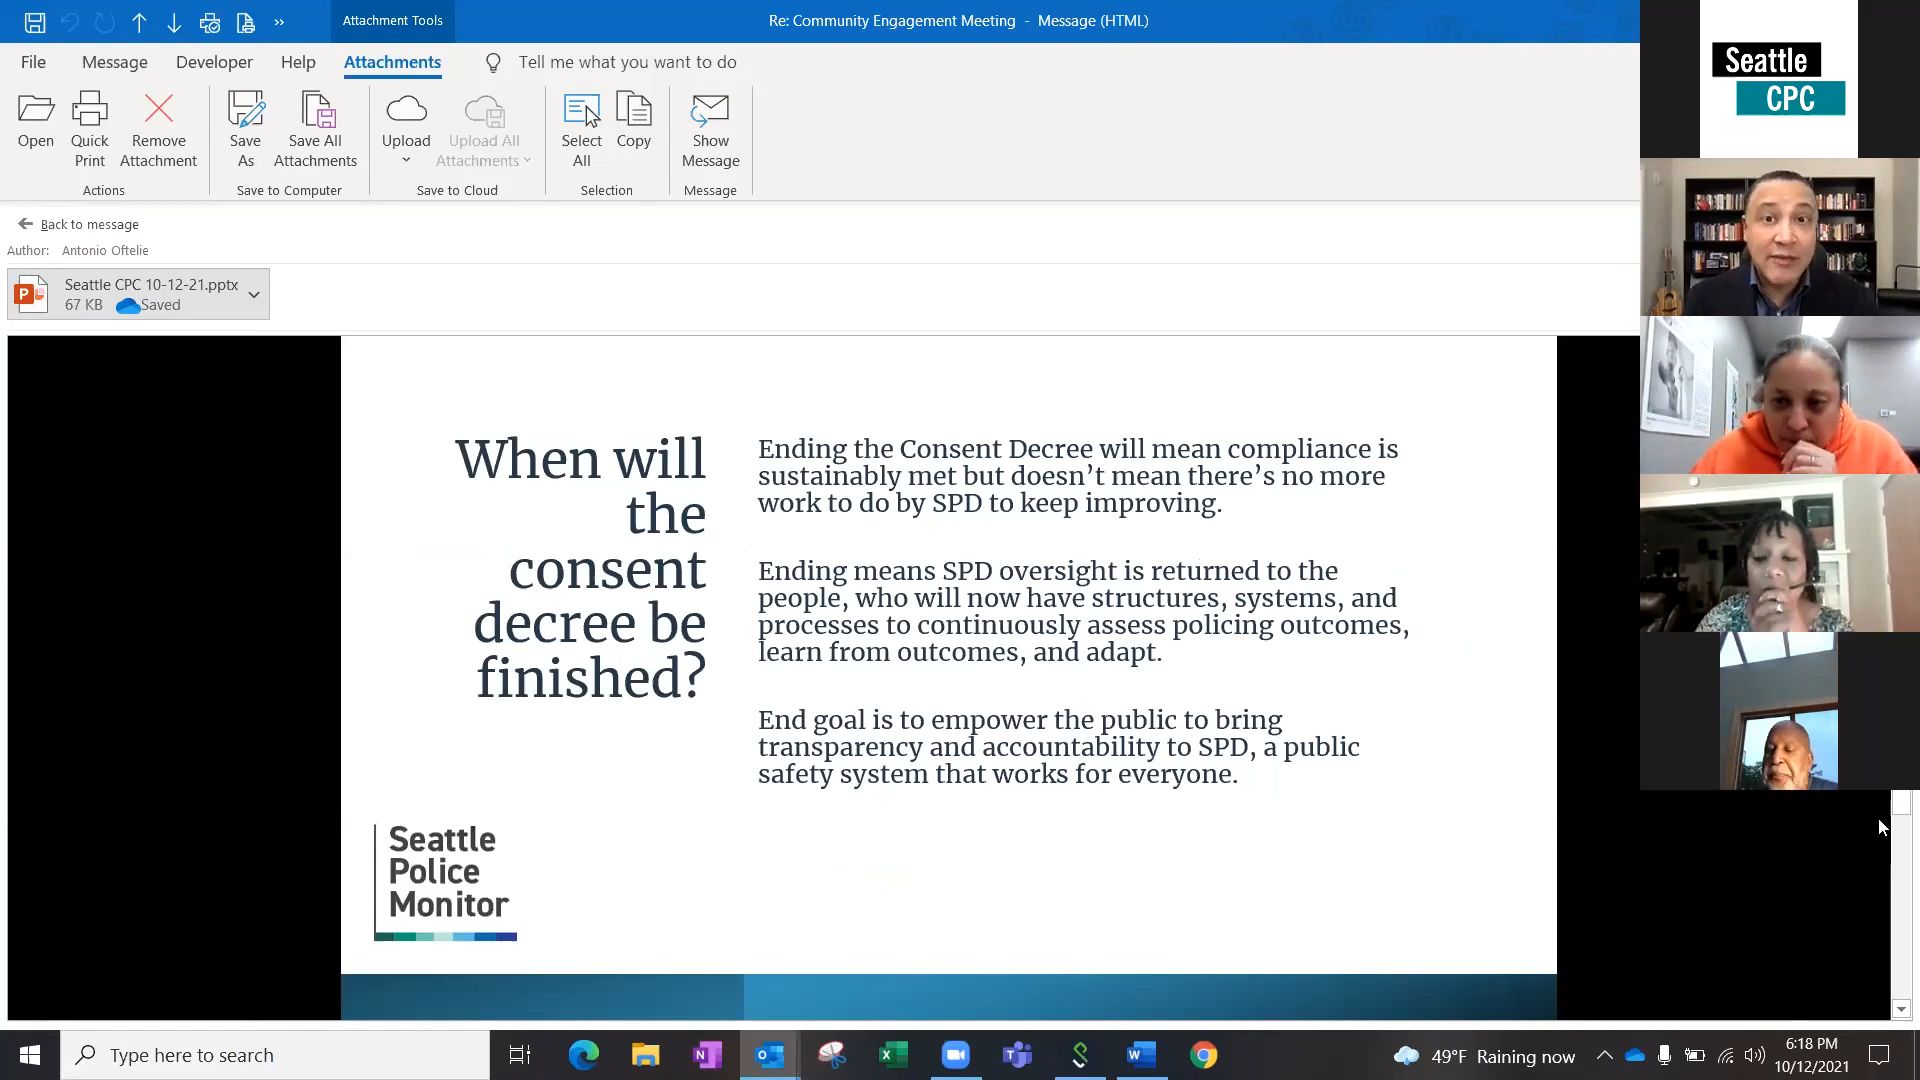 Attachment Tools
Re: Community Engagement Meeting - Message (HTML)
File Message Developer Help Attachments Tell me what you want to do
Open
Quick
Print
Remove
Attachment
Save
As
Save All
Attachments
Upload
Upload All
Attachments
Select
All
Copy
Show
Message
Actions
Save to Computer
Save to Cloud
Selection
Message
Back to message
Author: Antonio Oftelie
Seattle CPC 10-12-21.pptx
67 KB Saved
When will
the
consent
decree be
finished?
Ending the Consent Decree will mean compliance is
sustainably met but doesn’t mean there’s no more
work to do by SPD to keep improving.
Ending means SPD oversight is returned to the
people, who will now have structures, systems, and
processes to continuously assess policing outcomes,
learn from outcomes, and adapt.
End goal is to empower the public to bring
transparency and accountability to SPD, a public
safety system that works for everyone.
Seattle
Police
Monitor
Seattle
CPC
Type here to search
49°F Raining now
6:18 PM
10/12/2021